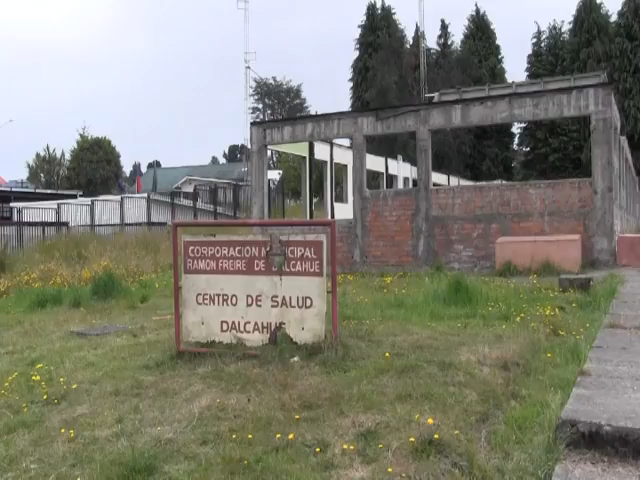 CORPORACION MUNICIPAL
RAMON FREIRE DE DALCAHUE
CENTRO DE SALUD
DALCAHUE